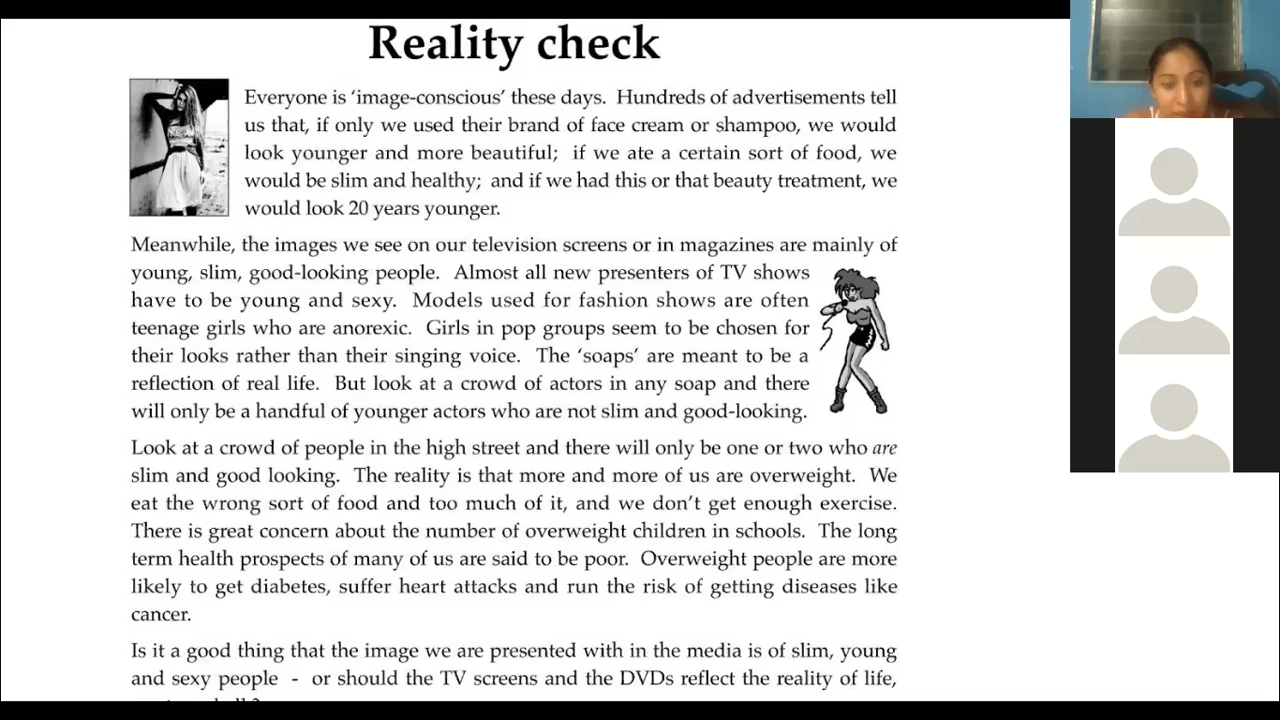 Reality check
Everyone is 'image-conscious' these days. Hundreds of advertisements tell
us that, if only we used their brand of face cream or shampoo, we would
look younger and more beautiful; if we ate a certain sort of food, we
would be slim and healthy; and if we had this or that beauty treatment, we
would look 20 years younger.
Meanwhile, the images we see on our television screens or in magazines are mainly of
young, slim, good-looking people. Almost all new presenters of TV shows
have to be young and sexy. Models used for fashion shows are often
teenage girls who are anorexic. Girls in pop groups seem to be chosen for
their looks rather than their singing voice. The 'soaps' are meant to be a
reflection of real life. But look at a crowd of actors in any soap and there
will only be a handful of younger actors who are not slim and good-looking.
Look at a crowd of people in the high street and there will only be one or two who are
slim and good looking. The reality is that more and more of us are overweight. We
eat the wrong sort of food and too much of it, and we don't get enough exercise.
There is great concern about the number of overweight children in schools. The long
term health prospects of many of us are said to be poor. Overweight people are more
likely to get diabetes, suffer heart attacks and run the risk of getting diseases like
cancer.
Is it a good thing that the image we are presented with in the media is of slim, young
and sexy people - or should the TV screens and the DVDs reflect the reality of life,